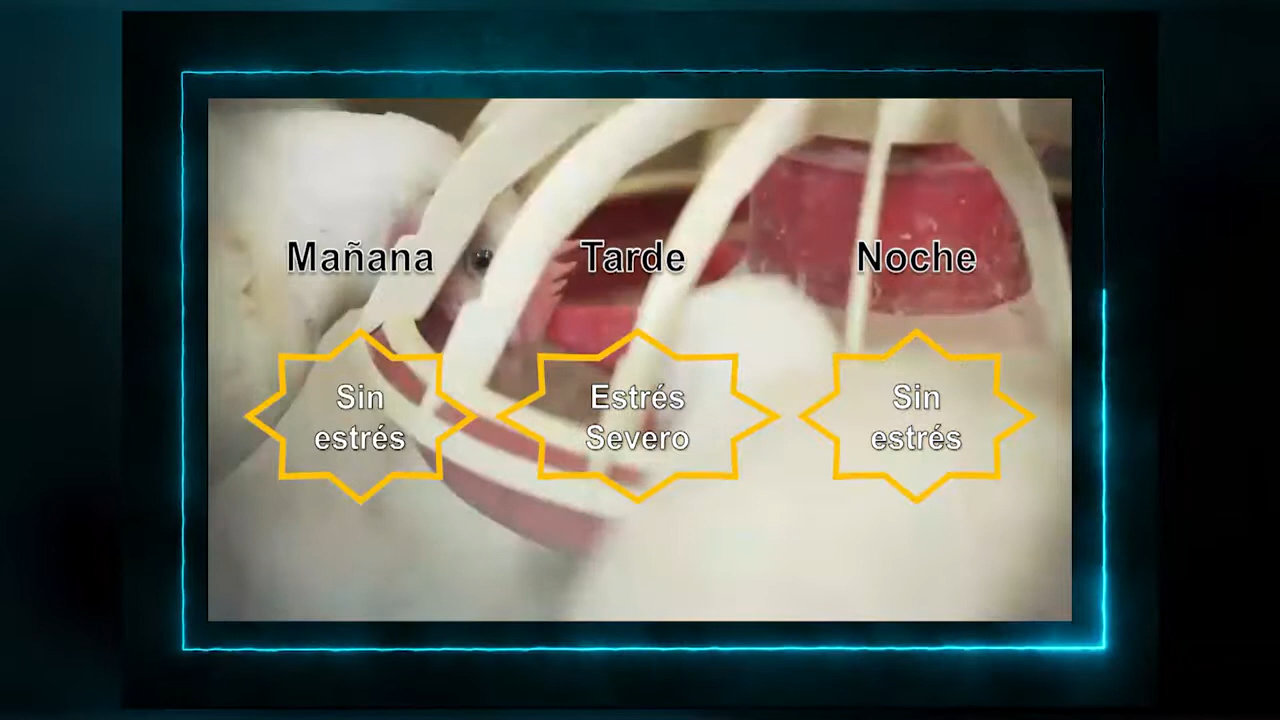 Mañana
Tarde
Noche
Sin
estrés
Estrés
Severo
Sin
estrés